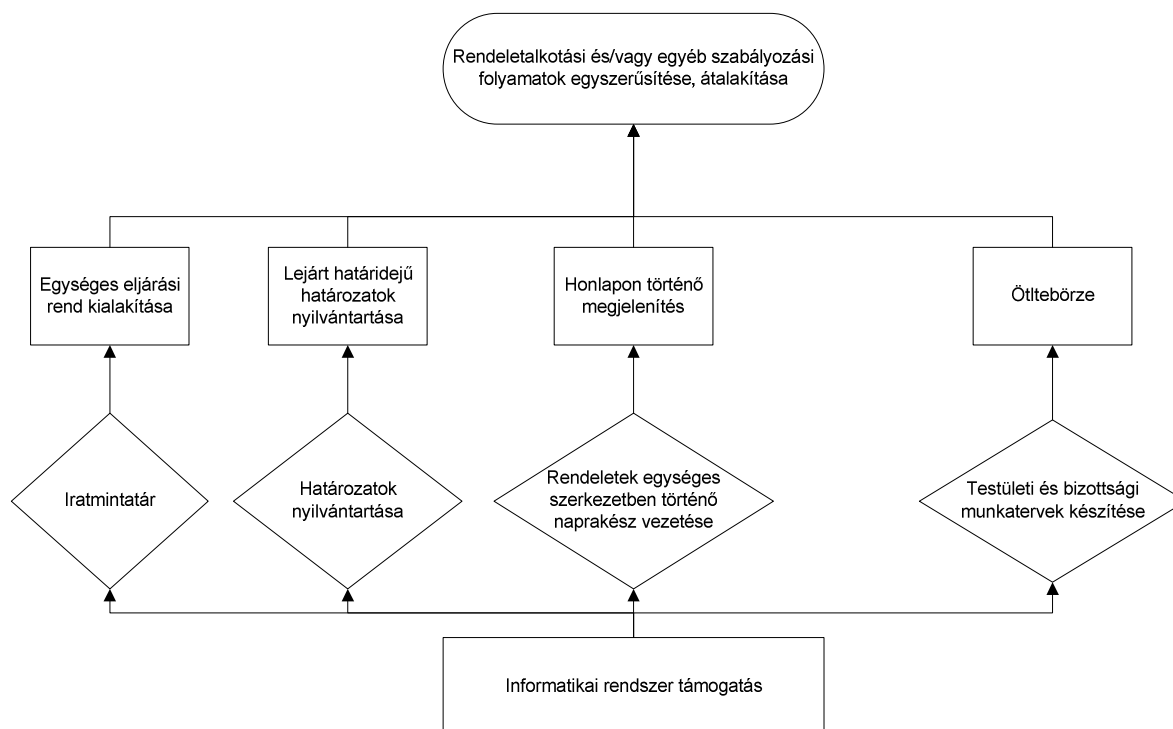 Rendeletalkotási és/vagy egyéb szabályozási
folyamatok egyszerűsítése, átalakítása
Egységes eljárási
rend kialakítása
Lejárt határidejű
határozatok
nyilvántartása
Honlapon történő
megjelenítés
Ötltebörze
Iratmintatár
Határozatok
nyilvántartása
Rendeletek egységes
szerkezetben történő
naprakész vezetése
Testületi és bizottsági
munkatervek készítése
Informatikai rendszer támogatás